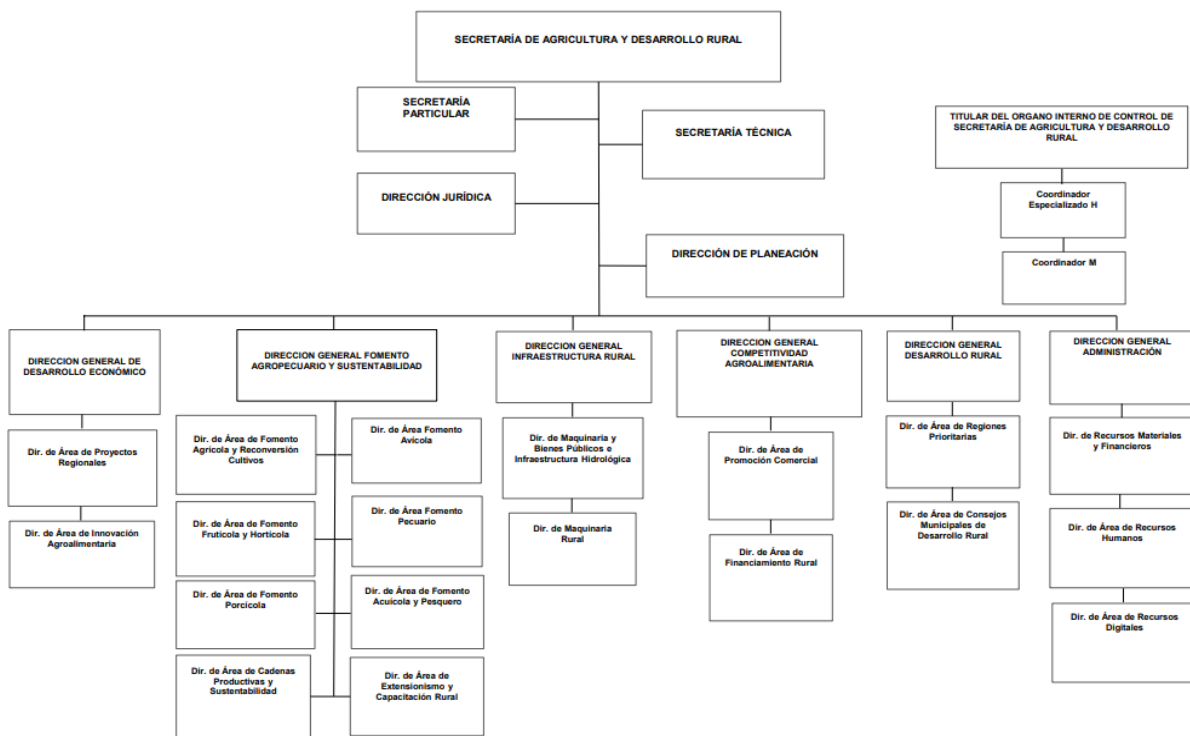 SECRETARÍA DE AGRICULTURA Y DESARROLLO RURAL
SECRETARÍA
PARTICULAR
SECRETARÍA TÉCNICA
TITULAR DEL ORGANO INTERNO DE CONTROL DE
SECRETARÍA DE AGRICULTURA Y DESARROLLO
RURAL
DIRECCIÓN JURÍDICA
Coordinador
Especializado H
DIRECCIÓN DE PLANEACIÓN
Coordinador M
DIRECCION GENERAL DE
DESARROLLO ECONÓMICO
DIRECCION GENERAL FOMENTO
AGROPECUARIO Y SUSTENTABILIDAD
DIRECCION GENERAL
INFRAESTRUCTURA RURAL
DIRECCION GENERAL
COMPETITIVIDAD
AGROALIMENTARIA
DIRECCION GENERAL
DESARROLLO RURAL
DIRECCION GENERAL
ADMINISTRACIÓN
Dir. de Área de Proyectos
Regionales
Dir. de Área de Innovación
Agroalimentaria
Dir. de Área de Fomento
Agrícola y Reconversión
Cultivos
Dir. de Área Fomento
Avícola
Dir. de Área de Fomento
Frutícola y Hortícola
Dir. de Área Fomento
Pecuario
Dir. de Área de Fomento
Porcícola
Dir. de Área de Fomento
Acuícola y Pesquero
Dir. de Área de Cadenas
Productivas y
Sustentabilidad
Dir. de Área de
Extensionismo y
Capacitación Rural
Dir. de Maquinaria y
Bienes Públicos e
Infraestructura Hidrológica
Dir. de Maquinaria
Rural
Dir. de Área de
Promoción Comercial
Dir. de Área de
Financiamiento Rural
Dir. de Área de Regiones
Prioritarias
Dir. de Área de Consejos
Municipales de
Desarrollo Rural
Dir. de Recursos Materiales
y Financieros
Dir. de Área de Recursos
Humanos
Dir. de Área de Recursos
Digitales